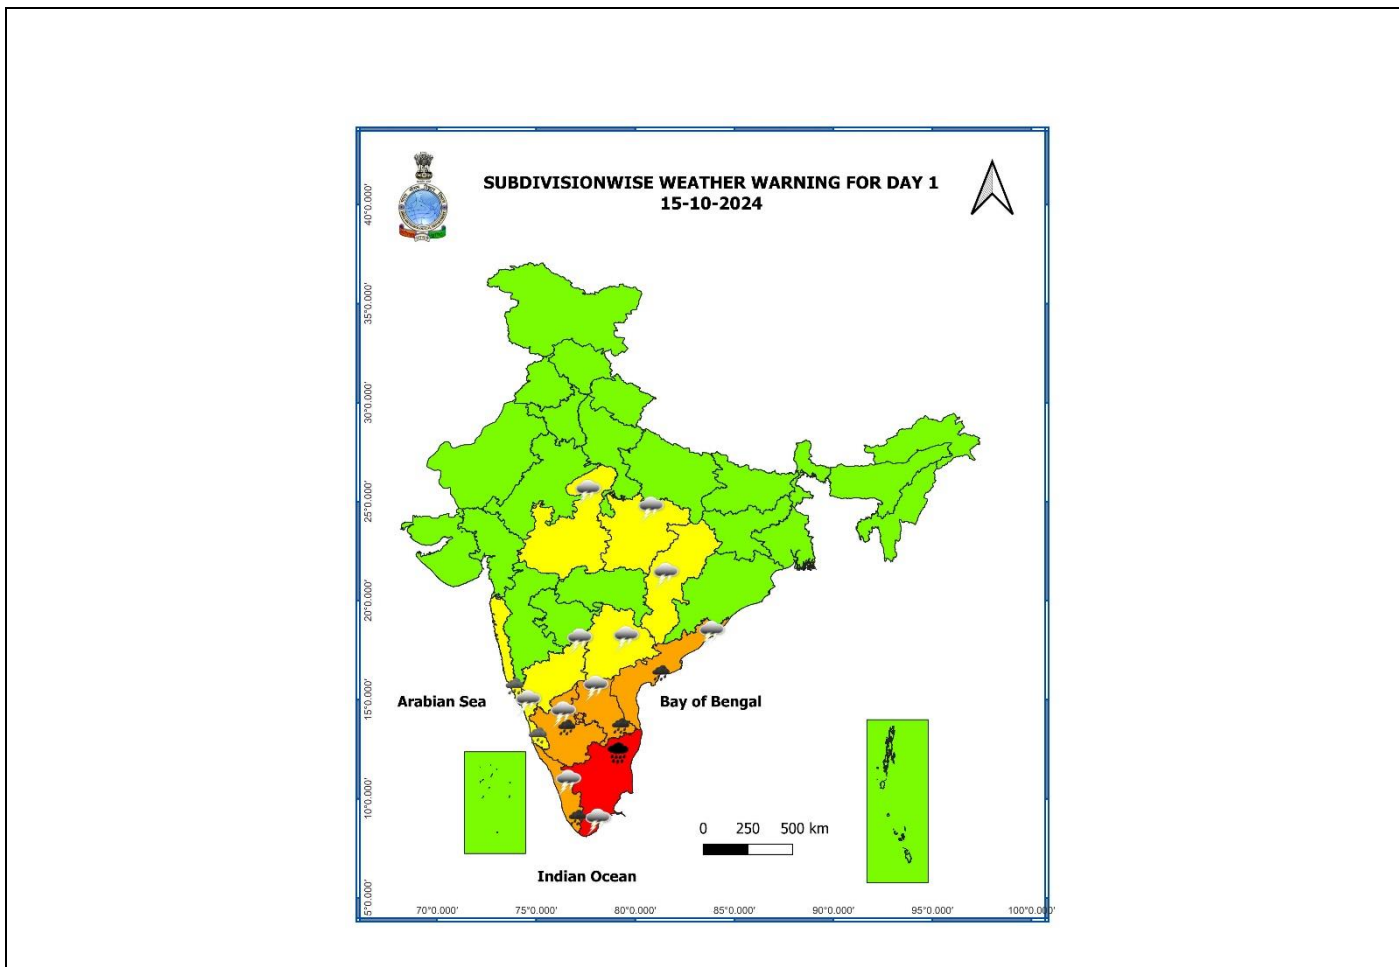 SUBDIVISIONWISE WEATHER WARNING FOR DAY 1
15-10-2024
40°0.000'
35°0.000'
30°0.000'
25°0.000'
20°0.000'
15°0.000'
10°0.000'
5°0.000'
Arabian Sea
Bay of Bengal
0 250 500 km
Indian Ocean
70°0.000' 75°0.000' 80°0.000' 85°0.000' 90°0.000' 95°0.000' 100°0.000'